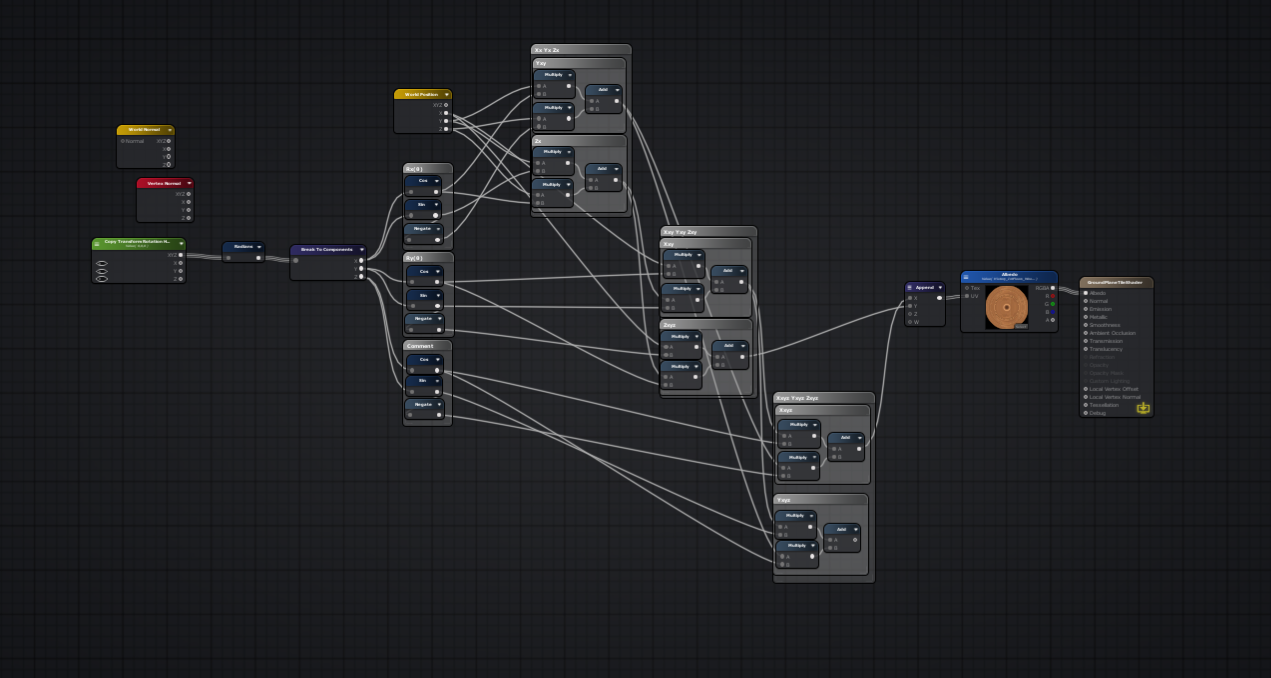 World Normal
Normal
XYZ
X
Y
Z
Vertex Normal
XYZ
X
Y
Z
Copy Transform Rotation N...
XYZ
X
Y
Z
Radians
Break To Components
X
Y
Z
World Position
XYZ
X
Y
Z
Rx(θ)
Cos
Sin
Negate
Ry(θ)
Cos
Sin
Negate
Comment
Cos
Sin
Negate
Xx Yx Zx
Yxy
Multiply
A
B
Add
A
B
Multiply
A
B
Zx
Multiply
A
B
Add
A
B
Multiply
A
B
Xxy Yxy Zxy
Xxy
Multiply
A
B
Add
A
B
Multiply
A
B
Zxyz
Multiply
A
B
Add
A
B
Multiply
A
B
Xxyz Yxyz Zxyz
Xxyz
Multiply
A
B
Add
A
B
Multiply
A
B
Yxyz
Multiply
A
B
Add
A
B
Multiply
A
B
Append
X
Y
Z
W
Albedo
Tex
UV
RGBA
R
G
B
A
GroundPlaneTileShader
Albedo
Normal
Emission
Metallic
Smoothness
Ambient Occlusion
Transmission
Translucency
Refraction
Opacity
Opacity Mask
Custom Lighting
Local Vertex Offset
Local Vertex Normal
Tessellation
Debug